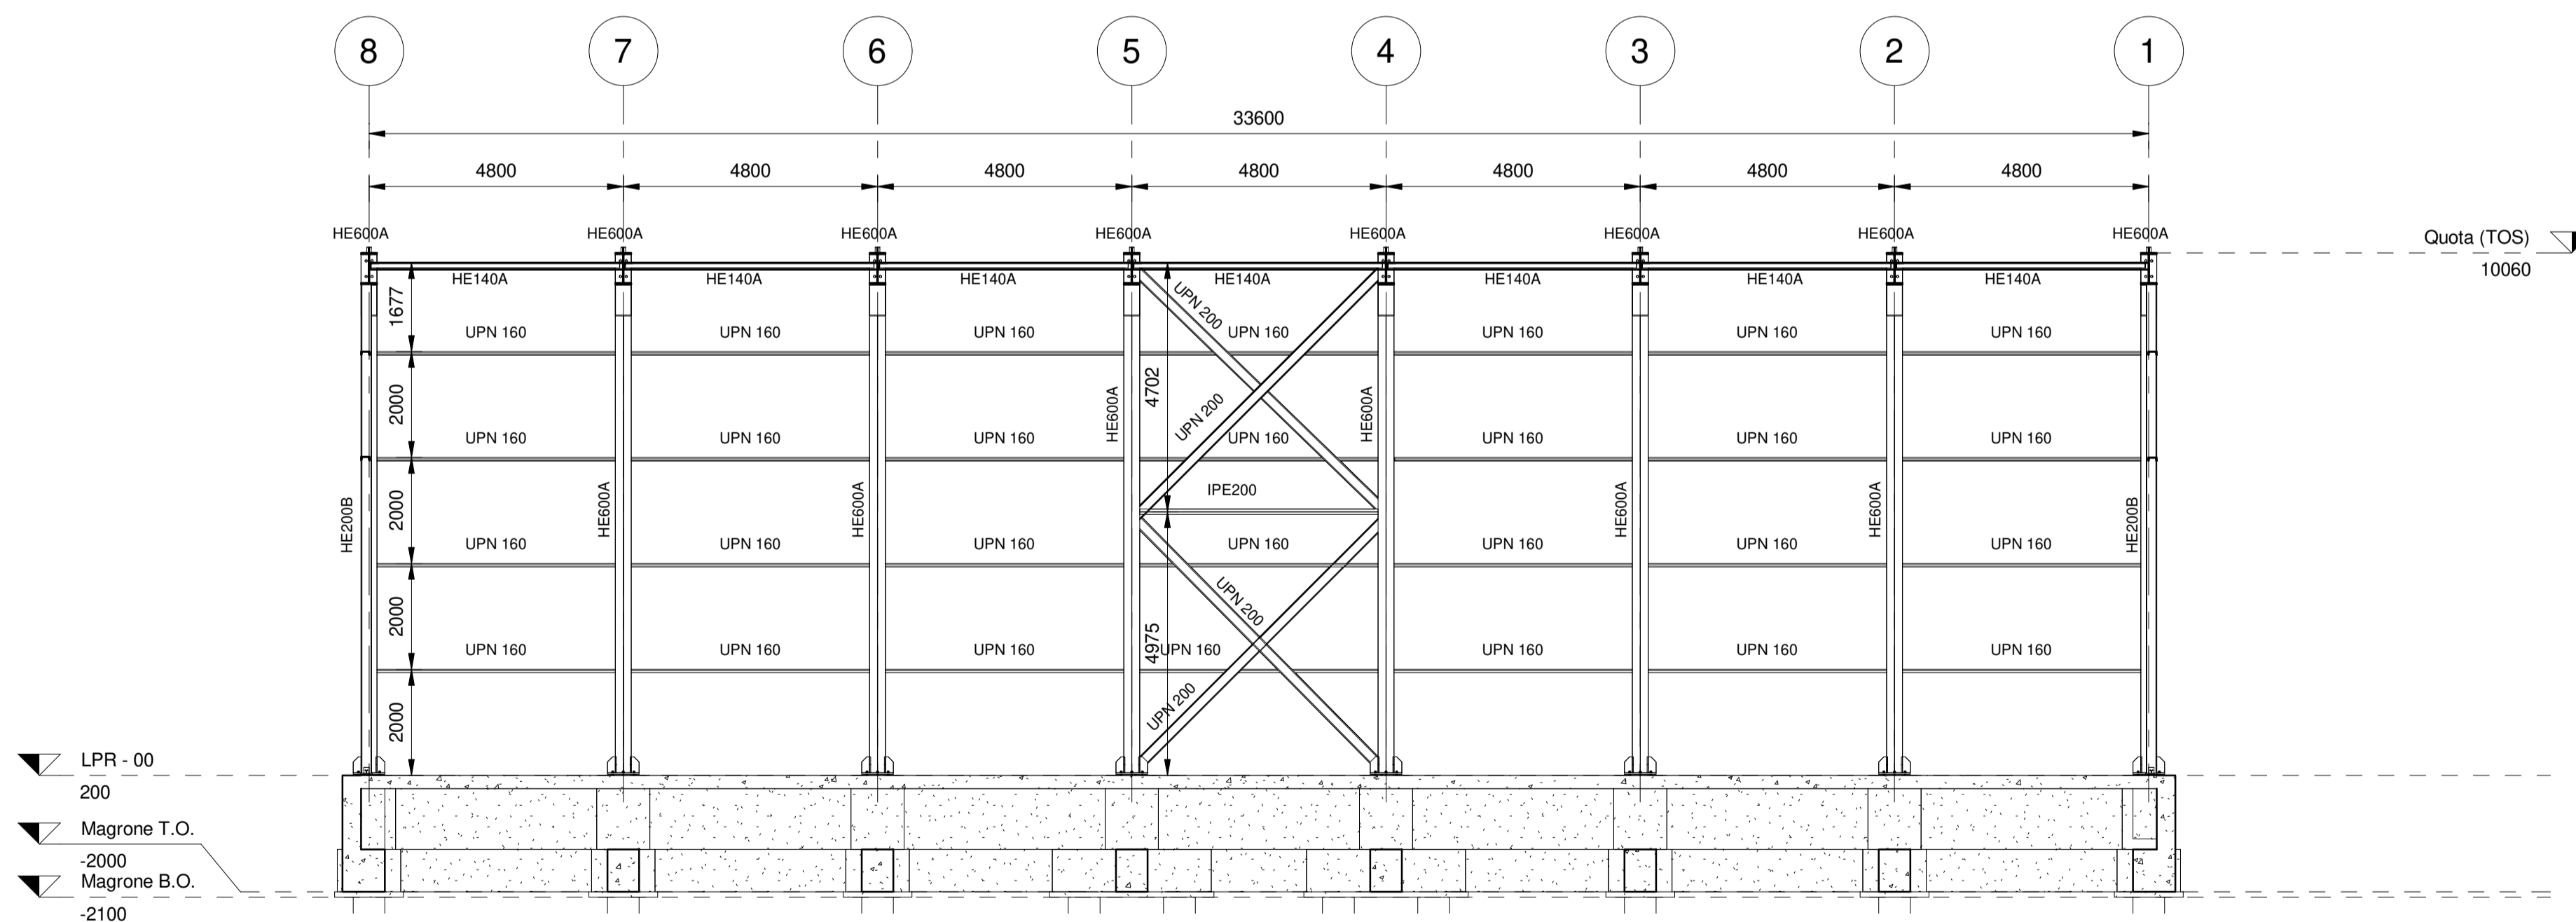 8 7 6 5 4 3 2 1
33600
4800 4800 4800 4800 4800 4800 4800
HE600A HE600A HE600A HE600A HE600A HE600A HE600A HE600A
Quota (TOS)
10060
HE140A HE140A HE140A HE140A HE140A HE140A HE140A
1677
UPN 200
UPN 160 UPN 160 UPN 160 UPN 160 UPN 160 UPN 160 UPN 160
2000
4702
HE600A
HE600A
UPN 200
UPN 160 UPN 160 UPN 160 UPN 160 UPN 160 UPN 160 UPN 160
IPE200
HE200B
2000
HE600A
HE600A
HE600A
HE600A
HE200B
UPN 160 UPN 160 UPN 160 UPN 160 UPN 160 UPN 160 UPN 160
2000
UPN 200
4975
UPN 160 UPN 160 UPN 160 UPN 160 UPN 160 UPN 160 UPN 160
2000
UPN 200
LPR - 00
200
Magrone T.O.
-2000
Magrone B.O.
-2100